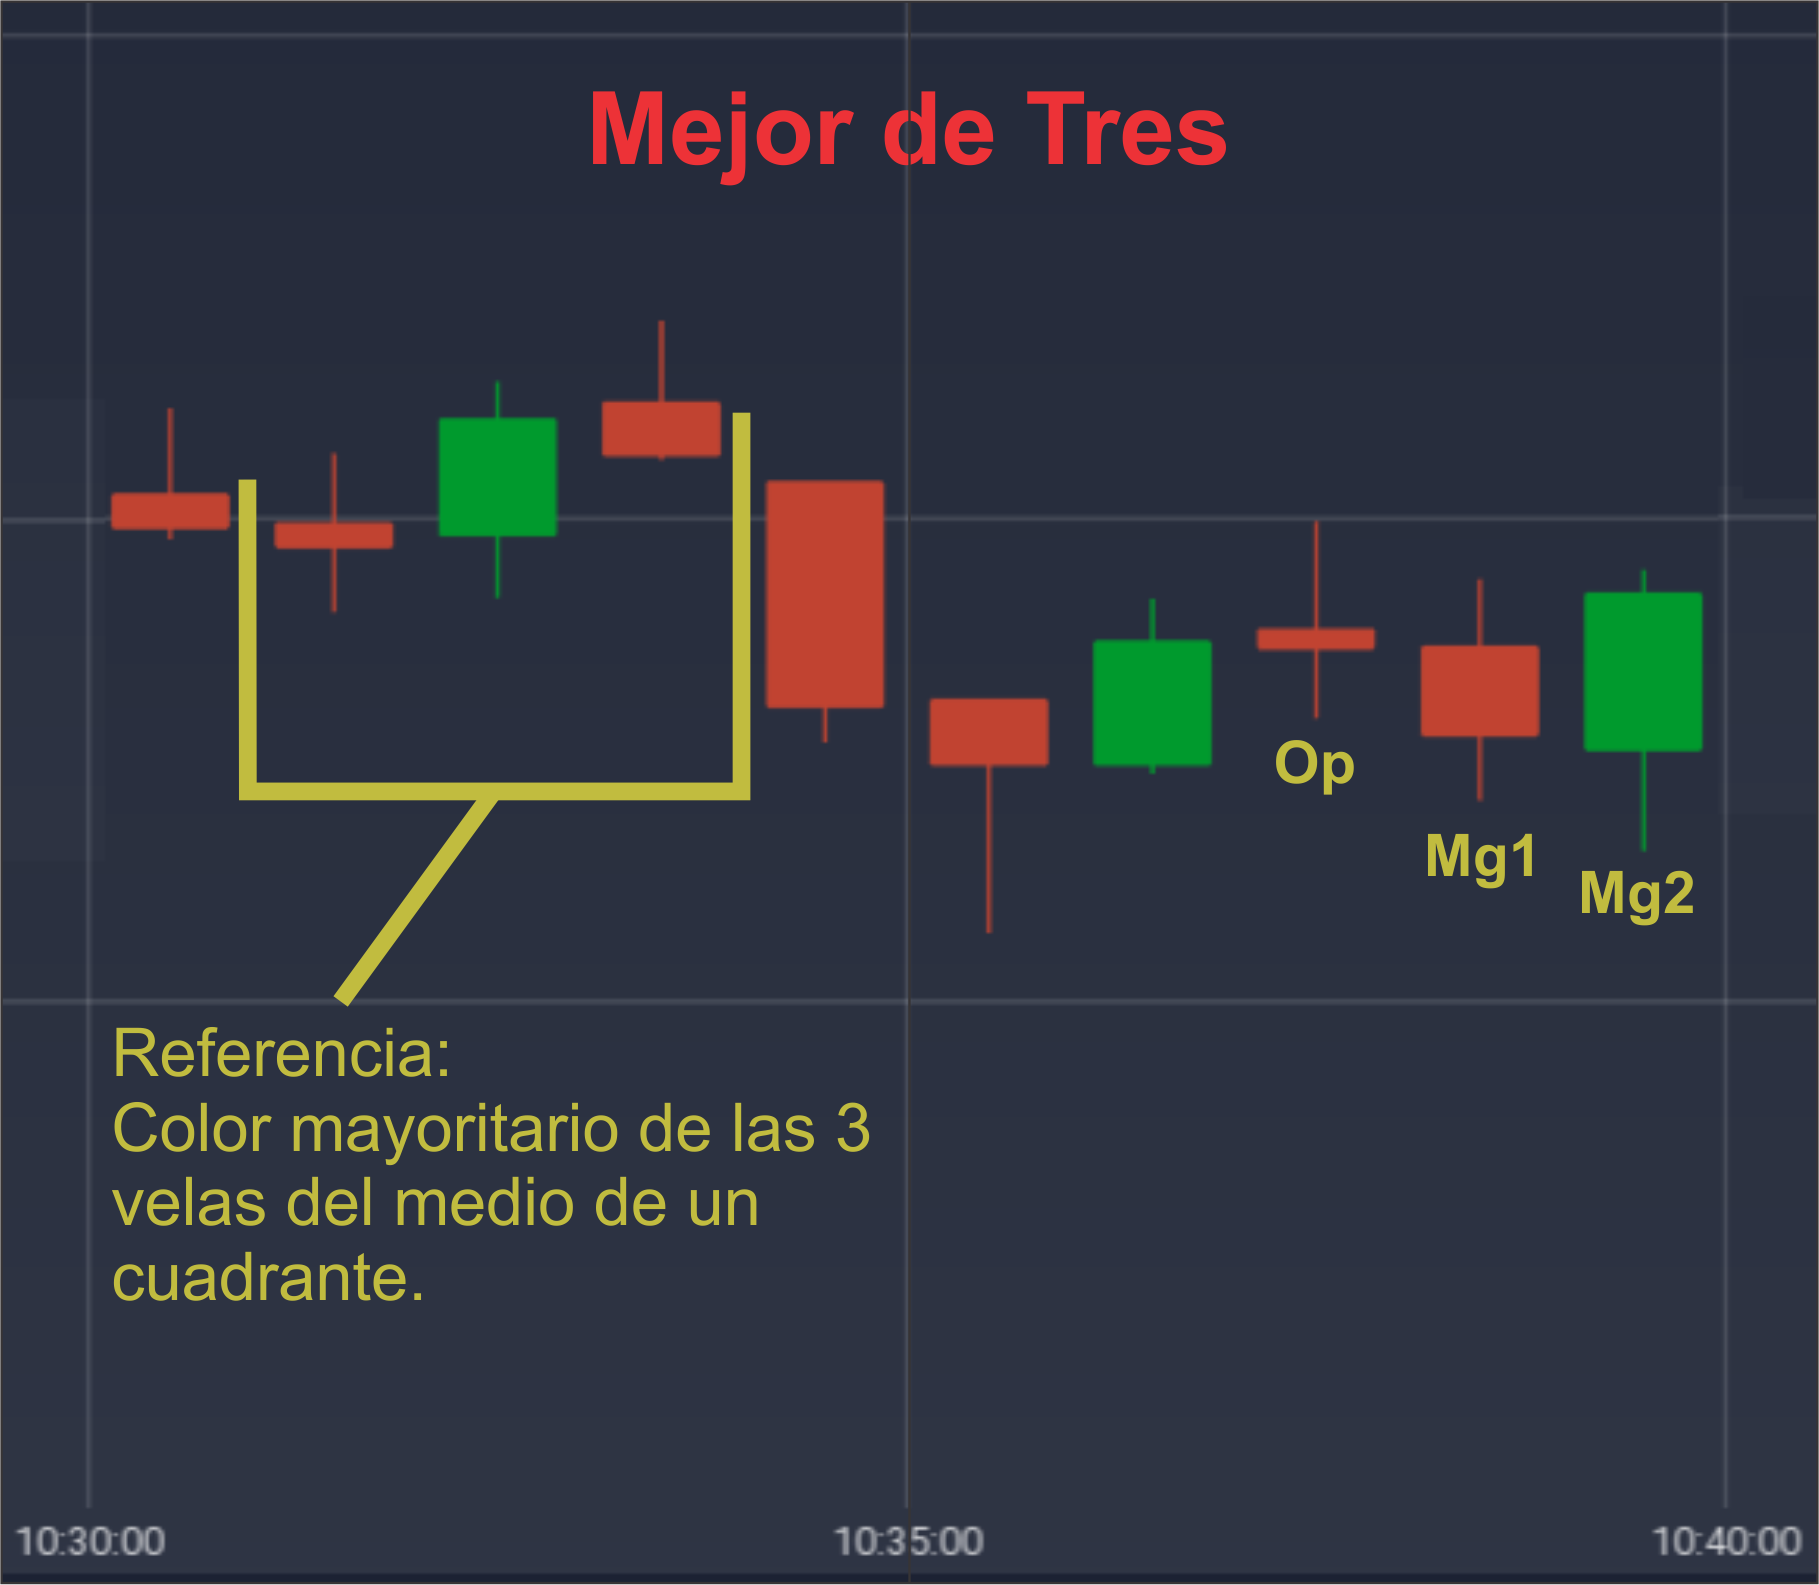 Mejor de Tres
Op
Mg1
Mg2
Referencia:
Color mayoritario de las 3
velas del medio de un
cuadrante.
10:30:00
10:35:00
10:40:00